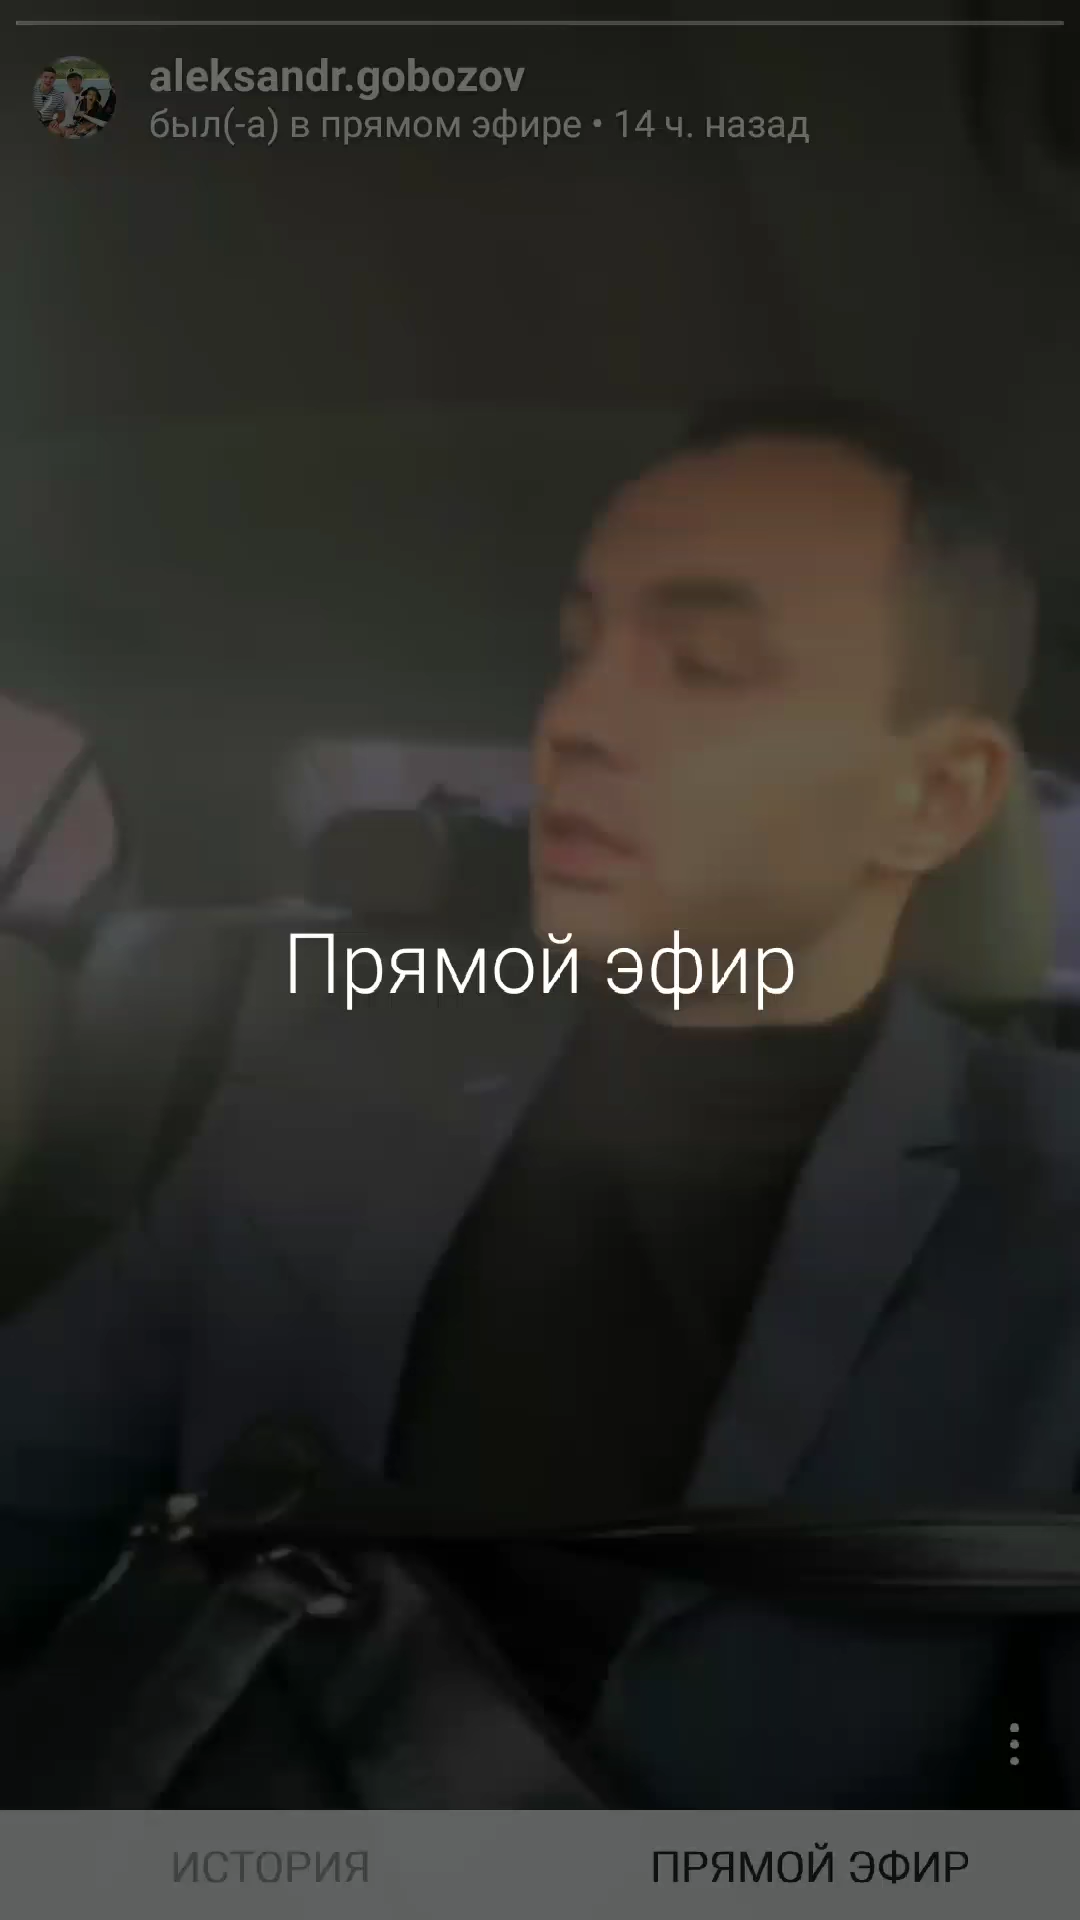 aleksandr.gobozov
был(-а) в прямом эфире • 14 ч. назад
Прямой эфир
ИСТОРИЯ
ПРЯМОЙ ЭФИР